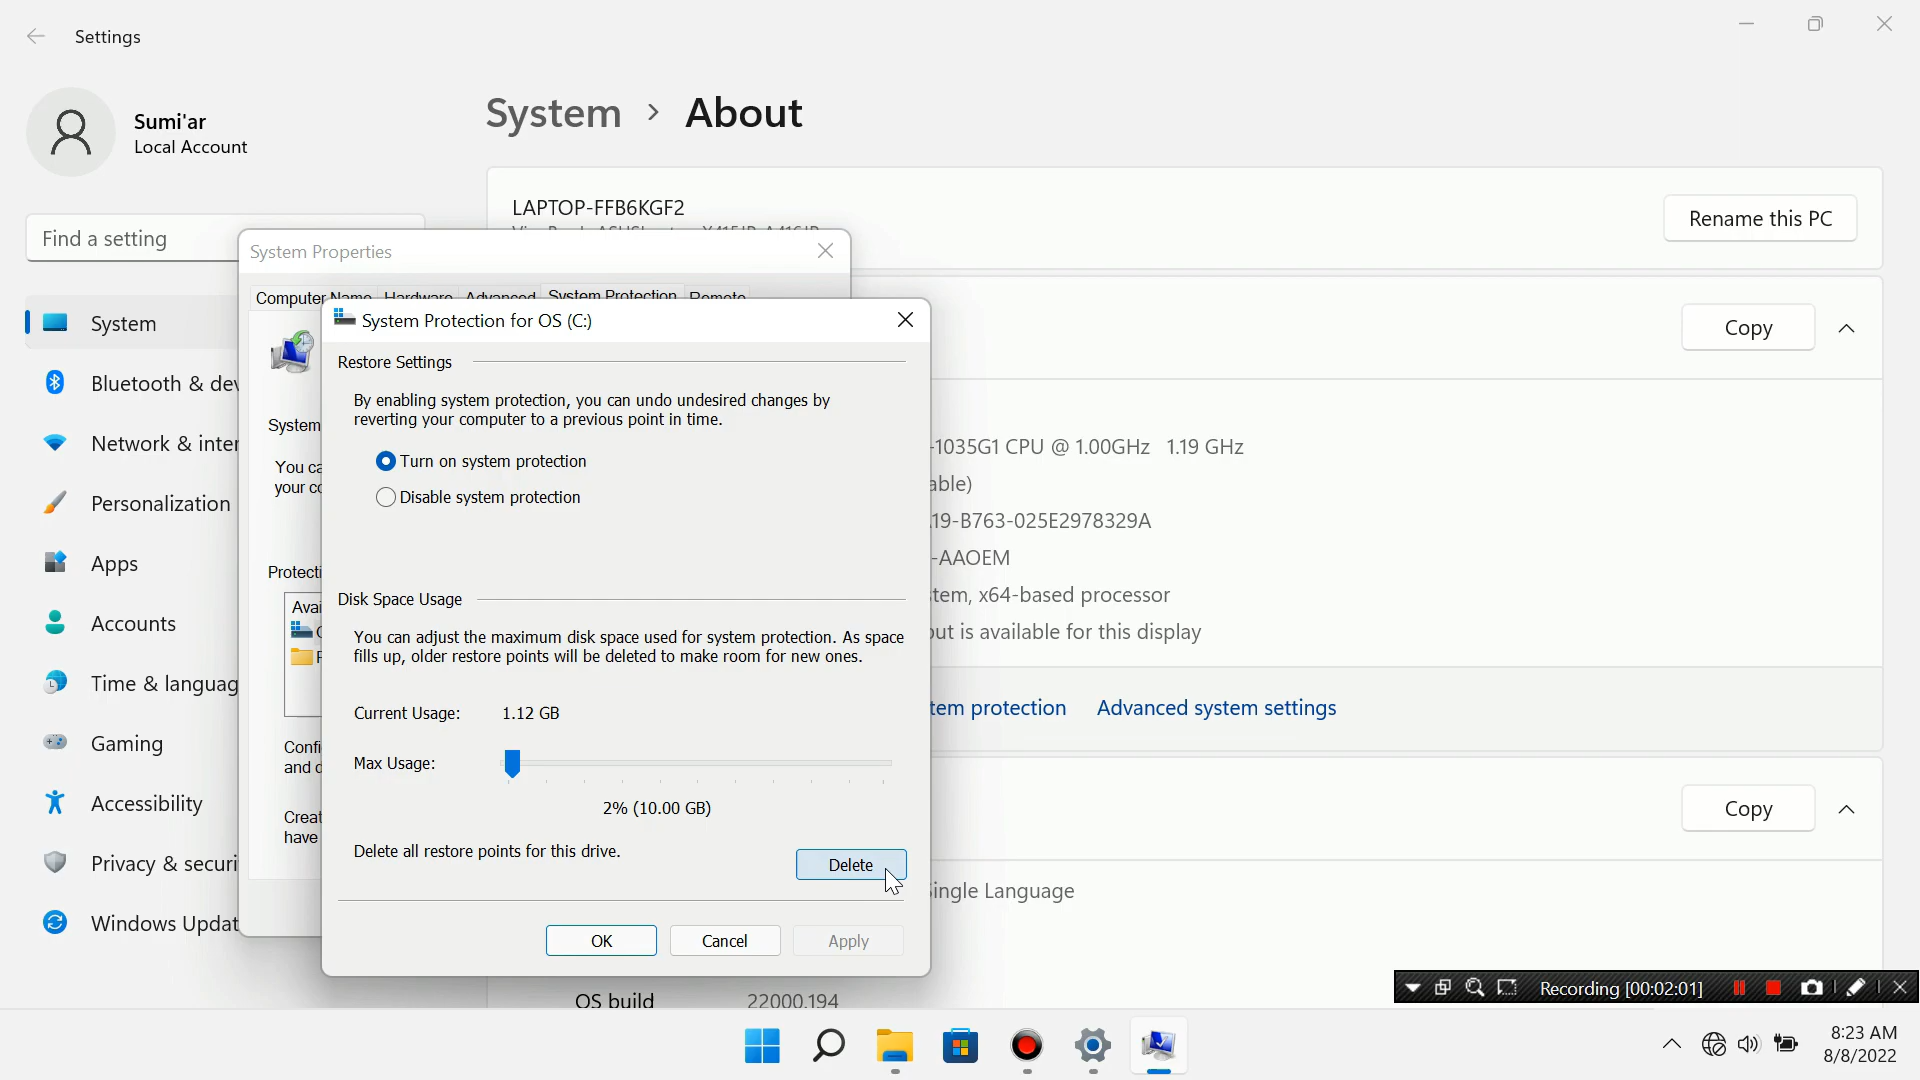 Settings
Sumi'ar
Local Account
Find a setting
System
Bluetooth & dev
Network & inter
Personalization
Apps
Accounts
Time & languag
Gaming
Accessibility
Privacy & securi
Windows Updat
System > About
LAPTOP-FFB6KGF2
Rename this PC
Copy
-1035G1 CPU @ 1.00GHz 1.19 GHz
able)
19-B763-025E2978329A
-AAOEM
tem, x64-based processor
out is available for this display
tem protection Advanced system settings
Copy
ingle Language
OS build 22000.194
System Properties
Computer Name Hardware Advanced System Protection Remote
System
You ca
your co
Protecti
Avai
Confi
and d
Creat
have
System Protection for OS (C:)
Restore Settings
By enabling system protection, you can undo undesired changes by
reverting your computer to a previous point in time.
Turn on system protection
Disable system protection
Disk Space Usage
You can adjust the maximum disk space used for system protection. As space
fills up, older restore points will be deleted to make room for new ones.
Current Usage: 1.12 GB
Max Usage:
2% (10.00 GB)
Delete all restore points for this drive.
Delete
OK Cancel Apply
Recording [00:02:01]
8:23 AM
8/8/2022